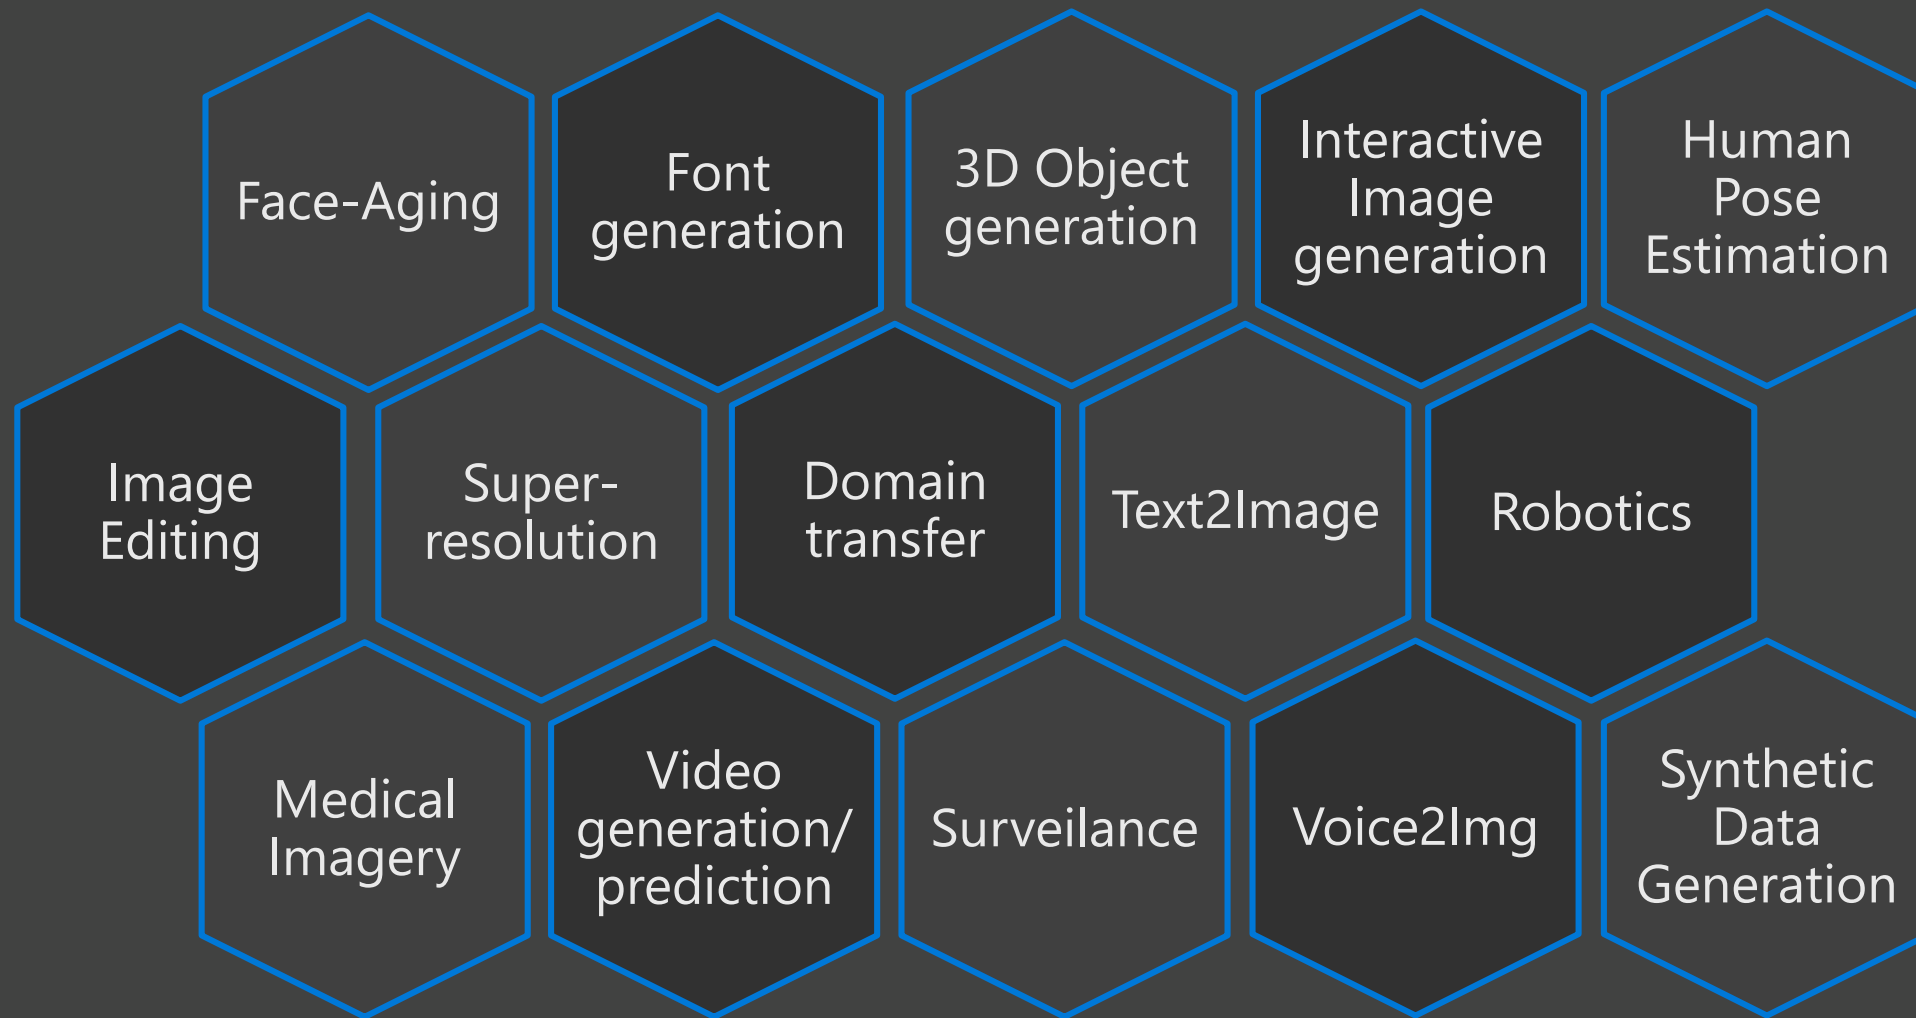 Face-Aging
Font
generation
3D Object
generation
Interactive
Image
generation
Human
Pose
Estimation
Image
Editing
Super-
resolution
Domain
transfer
Text2Image
Robotics
Medical
Imagery
Video
generation/
prediction
Surveilance
Voice2Img
Synthetic
Data
Generation